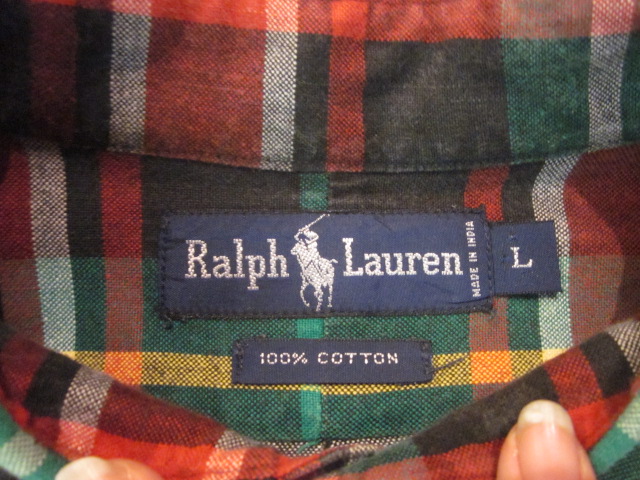 Ralph Lauren
MADE IN INDIA
L
100% COTTON